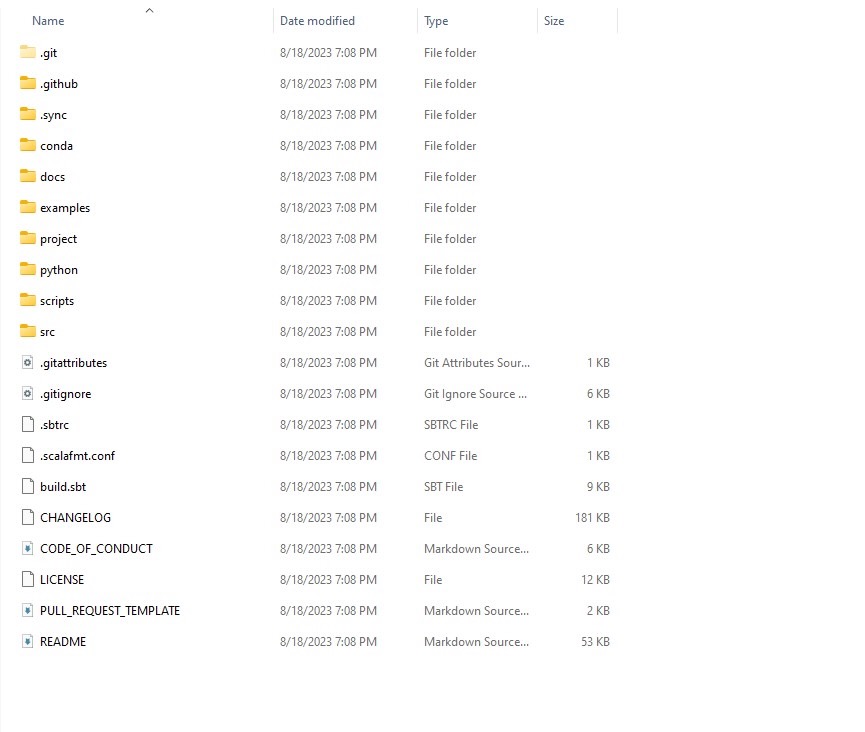 Name Date modified Type Size
.git 8/18/2023 7:08 PM File folder
.github 8/18/2023 7:08 PM File folder
.sync 8/18/2023 7:08 PM File folder
conda 8/18/2023 7:08 PM File folder
docs 8/18/2023 7:08 PM File folder
examples 8/18/2023 7:08 PM File folder
project 8/18/2023 7:08 PM File folder
python 8/18/2023 7:08 PM File folder
scripts 8/18/2023 7:08 PM File folder
src 8/18/2023 7:08 PM File folder
.gitattributes 8/18/2023 7:08 PM Git Attributes Sour... 1 KB
.gitignore 8/18/2023 7:08 PM Git Ignore Source ... 6 KB
.sbtrc 8/18/2023 7:08 PM SBTRC File 1 KB
.scalafmt.conf 8/18/2023 7:08 PM CONF File 1 KB
build.sbt 8/18/2023 7:08 PM SBT File 9 KB
CHANGELOG 8/18/2023 7:08 PM File 181 KB
CODE_OF_CONDUCT 8/18/2023 7:08 PM Markdown Source... 6 KB
LICENSE 8/18/2023 7:08 PM File 12 KB
PULL_REQUEST_TEMPLATE 8/18/2023 7:08 PM Markdown Source... 2 KB
README 8/18/2023 7:08 PM Markdown Source... 53 KB